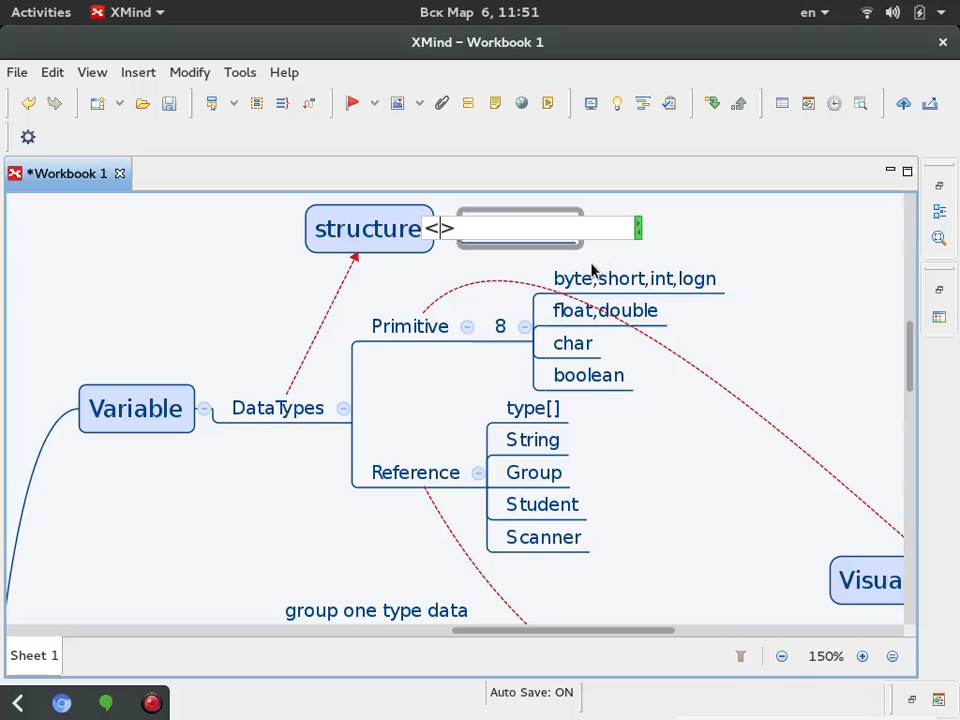 Activities XMind Вск Мар 6, 11:51 en
XMind – Workbook 1
File Edit View Insert Modify Tools Help
*Workbook 1
structure <>
byte,short,int,logn
Primitive 8 float,double
char
boolean
Variable DataTypes type[]
String
Reference Group
Student
Scanner
Visua
group one type data
Sheet 1 150%
Auto Save: ON